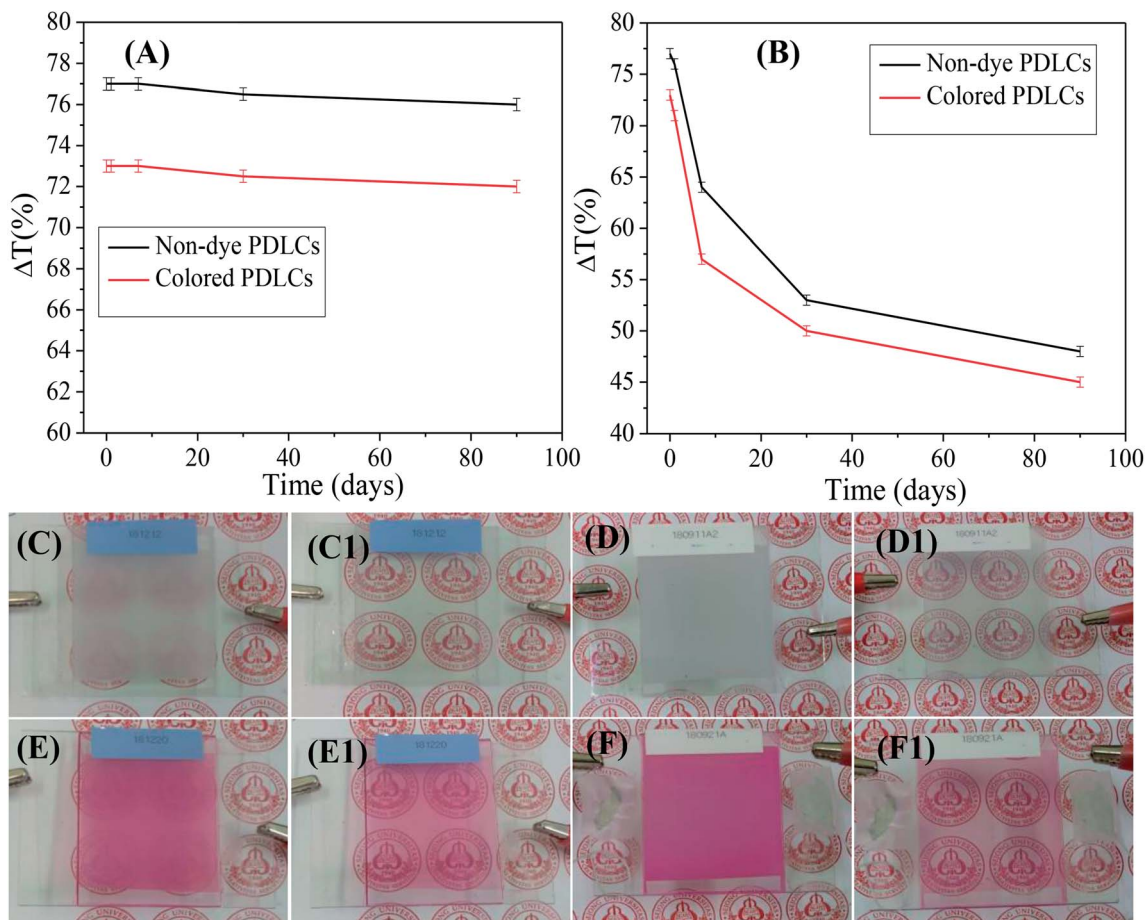 (A)
80
78
76
74
72
70
68
66
64
62
60
ΔT(%)
Non-dye PDLCs
Colored PDLCs
0 20 40 60 80 100
Time (days)
(B)
80
75
70
65
60
55
50
45
40
ΔT(%)
Non-dye PDLCs
Colored PDLCs
0 20 40 60 80 100
Time (days)
(C)
181212
(C1)
181212
(D)
180911A2
(D1)
180911A2
(E)
181220
(E1)
181220
(F)
180921A
(F1)
180921A